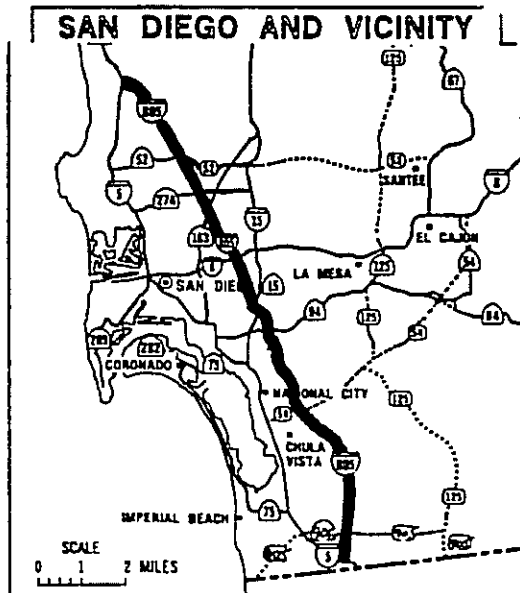 SAN DIEGO AND VICINITY
125
67
805
52
52
54
SANTEE
5
274
8
15
163
805
EL CAJON
8
LA MESA
125
54
SAN DIEGO
15
94
94
209
125
54
282
75
CORONADO
NATIONAL CITY
125
54
CHULA
VISTA
805
125
75
IMPERIAL BEACH
5
SCALE
0 1 2 MILES